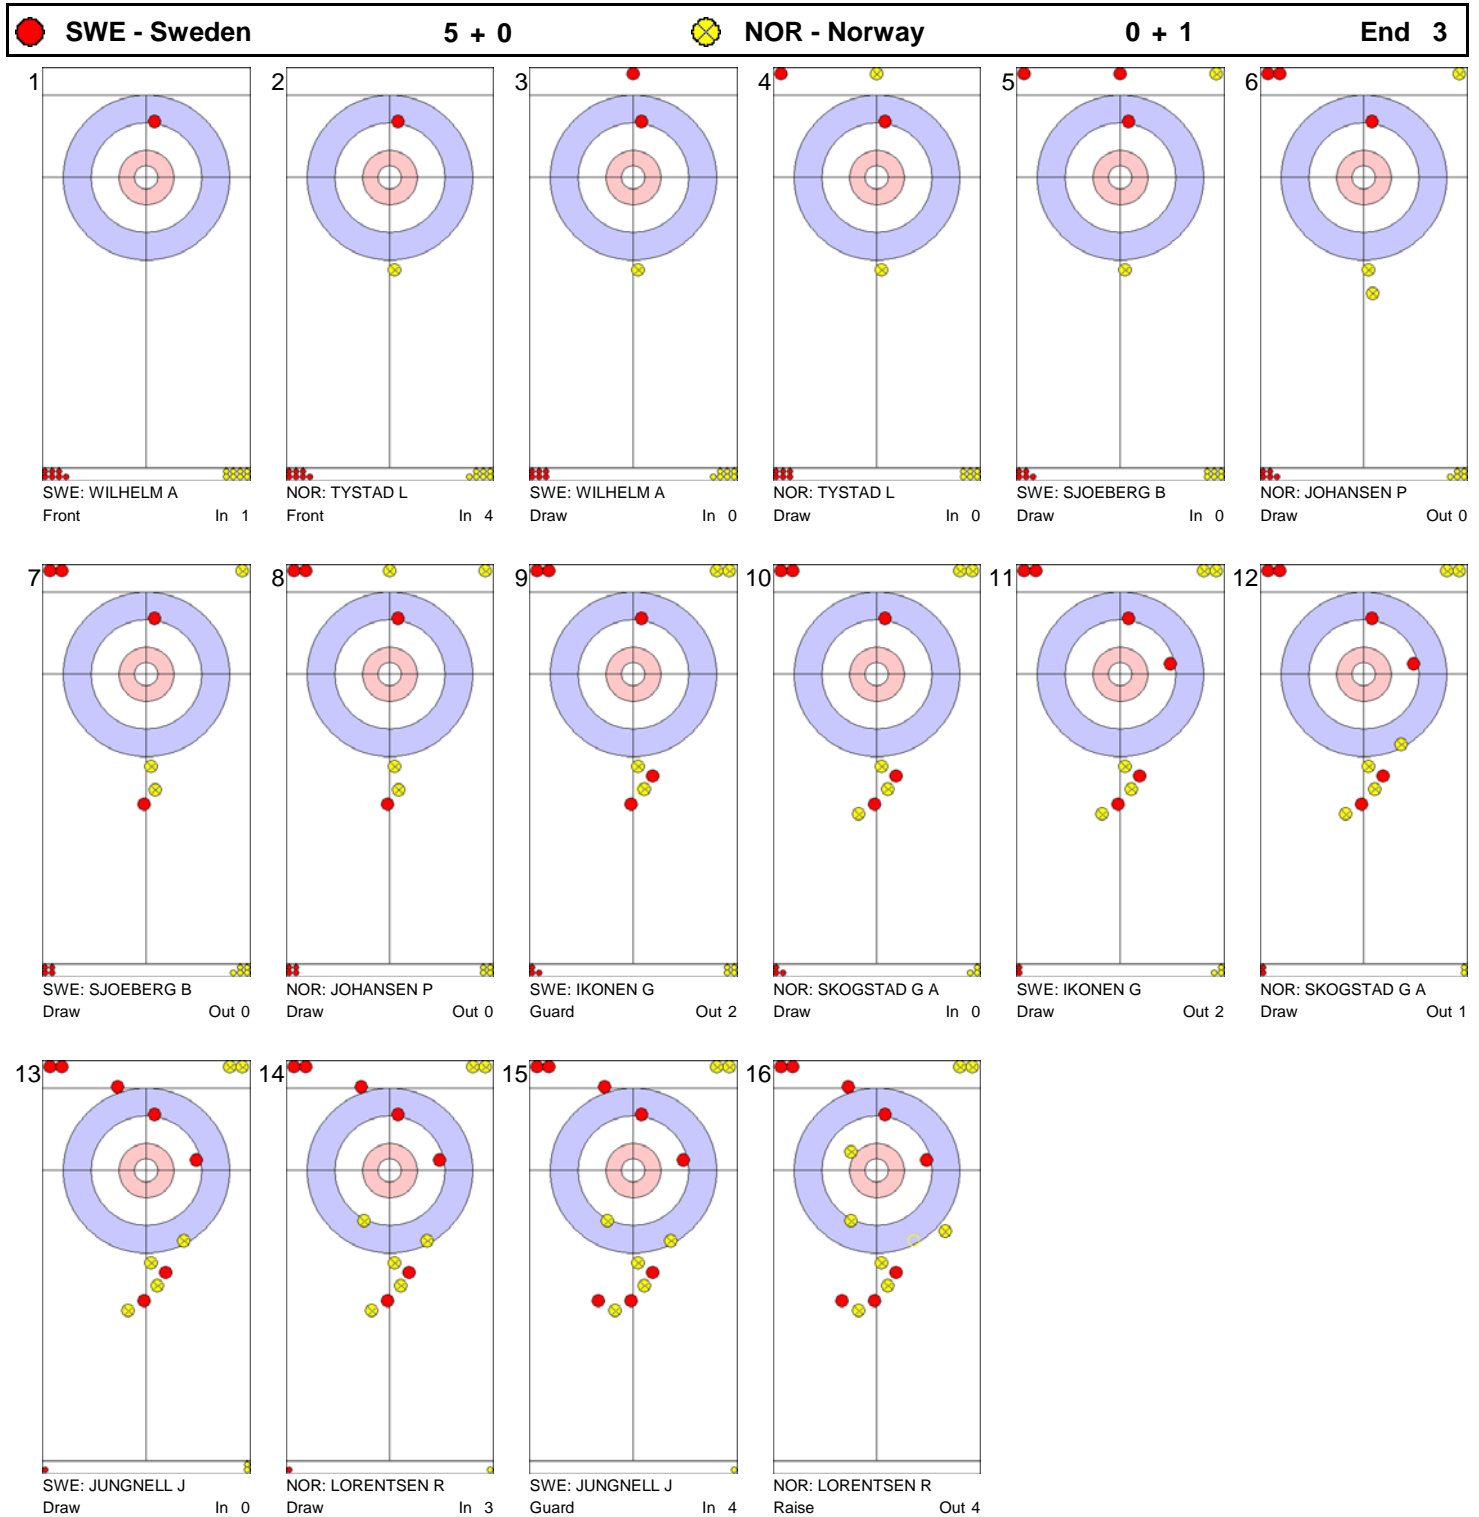 SWE - Sweden 5 + 0 NOR - Norway 0 + 1 End 3
1 2 3 4 5 6
SWE: WILHELM A NOR: TYSTAD L SWE: WILHELM A NOR: TYSTAD L SWE: SJOEBERG B NOR: JOHANSEN P
Front In 1 Front In 4 Draw In 0 Draw In 0 Draw In 0 Draw Out 0
7 8 9 10 11 12
SWE: SJOEBERG B NOR: JOHANSEN P SWE: IKONEN G NOR: SKOGSTAD G A SWE: IKONEN G NOR: SKOGSTAD G A
Draw Out 0 Draw Out 0 Guard Out 2 Draw In 0 Draw Out 2 Draw Out 1
13 14 15 16
SWE: JUNGNELL J NOR: LORENTSEN R SWE: JUNGNELL J NOR: LORENTSEN R
Draw In 0 Draw In 3 Guard In 4 Raise Out 4